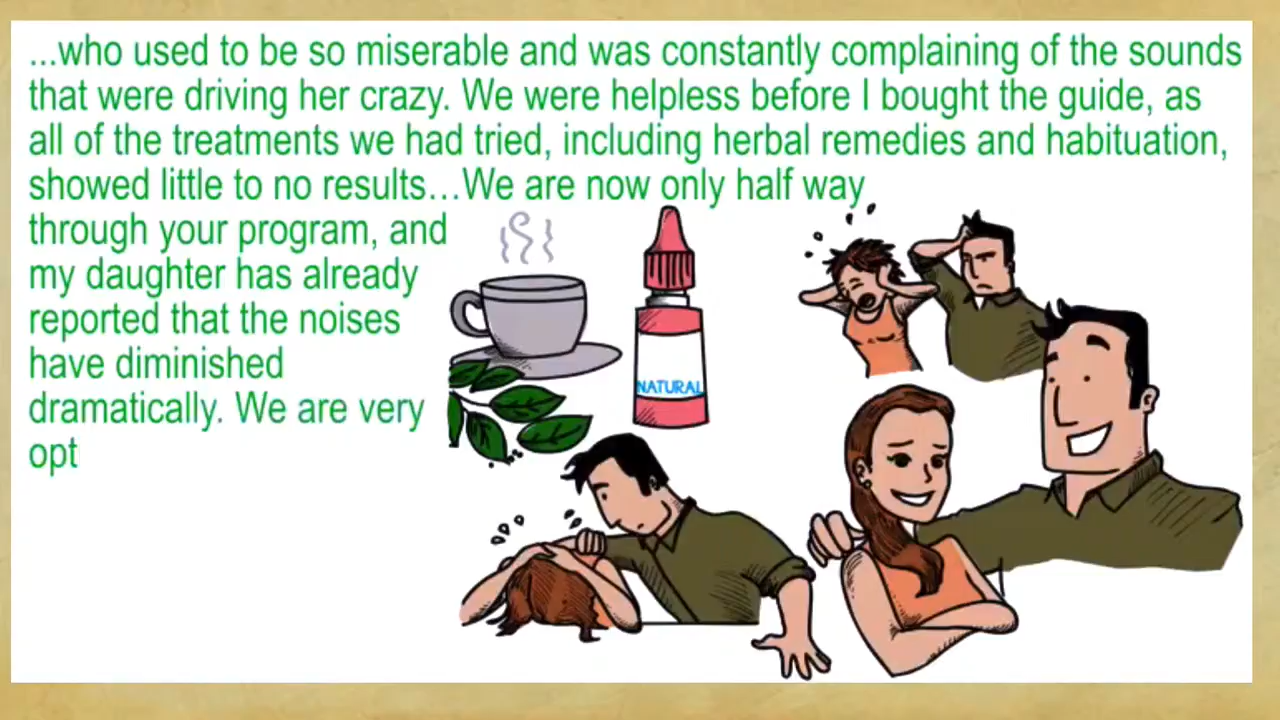 ...who used to be so miserable and was constantly complaining of the sounds
that were driving her crazy. We were helpless before I bought the guide, as
all of the treatments we had tried, including herbal remedies and habituation,
showed little to no results...We are now only half way
through your program, and
my daughter has already
reported that the noises
have diminished
dramatically. We are very
opt
NATURAL